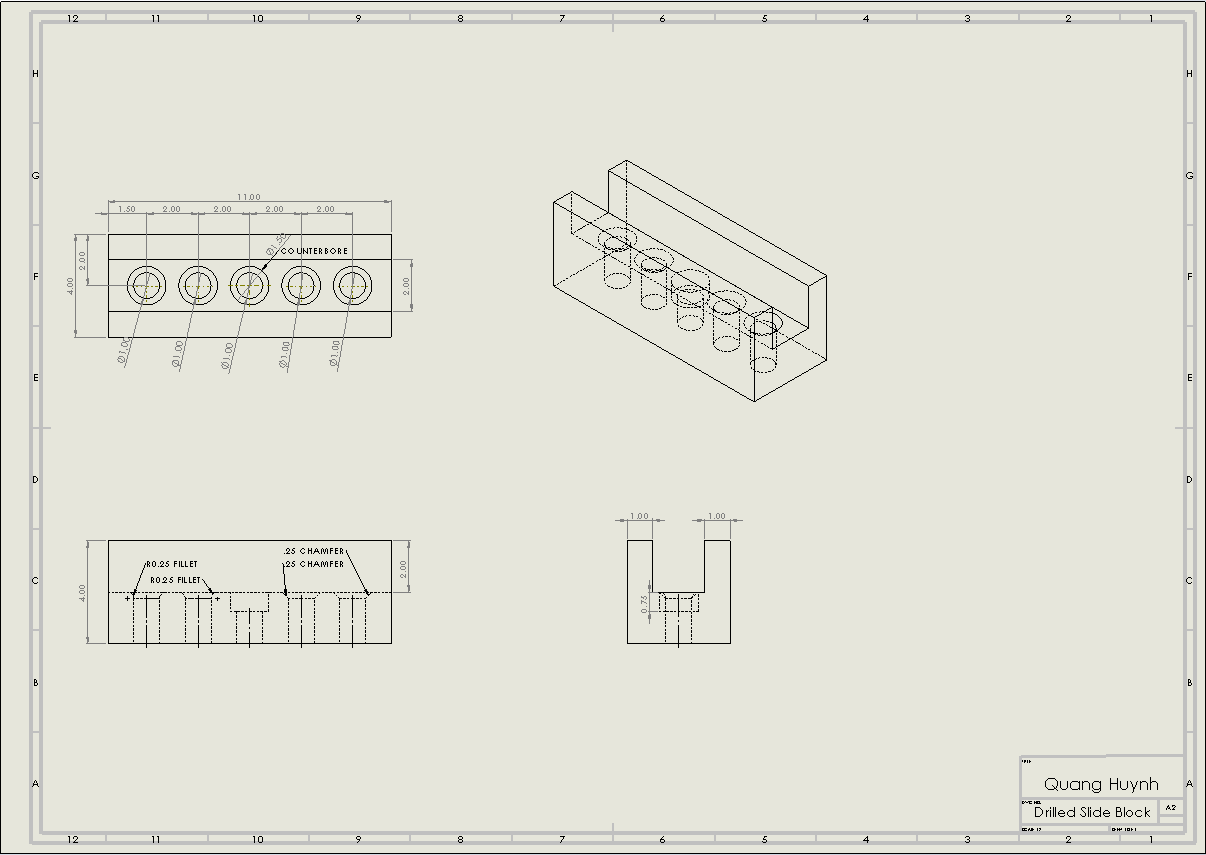 12 11 10 9 8 7 6 5 4 3 2 1
H H
G G
11.00
1.50 2.00 2.00 2.00 2.00
Ø1.50
COUNTERBORE
2.00
4.00
2.00
F F
Ø1.00 Ø1.00 Ø1.00 Ø1.00 Ø1.00
E E
D D
1.00 1.00
.25 CHAMFER
R0.25 FILLET .25 CHAMFER
R0.25 FILLET
2.00
4.00
0.75
C C
B B
A A
TITLE:
Quang Huynh
DWG NO.
Drilled Slide Block
A2
12 11 10 9 8 7 6 5 4 3 2 1